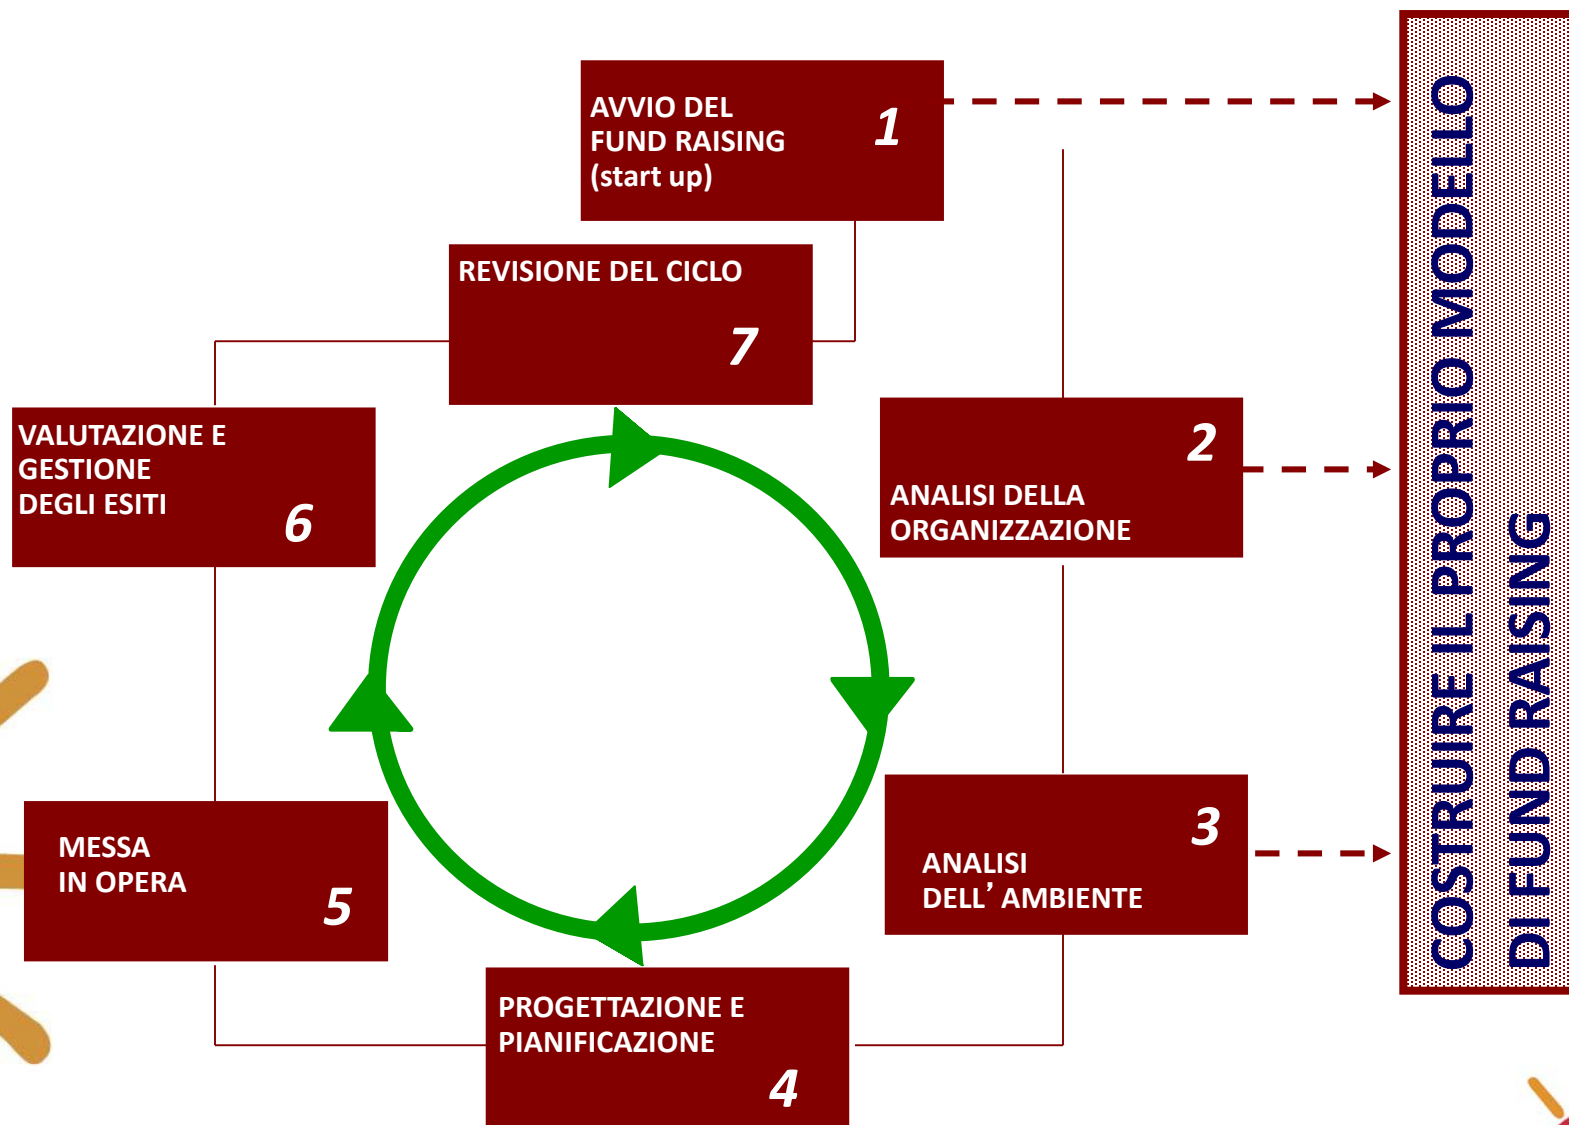 AVVIO DEL
FUND RAISING
(start up)
1
REVISIONE DEL CICLO
7
2
ANALISI DELLA
ORGANIZZAZIONE
VALUTAZIONE E
GESTIONE
DEGLI ESITI
6
3
ANALISI
DELL’ AMBIENTE
MESSA
IN OPERA
5
PROGETTAZIONE E
PIANIFICAZIONE
4
COSTRUIRE IL PROPRIO MODELLO
DI FUND RAISING